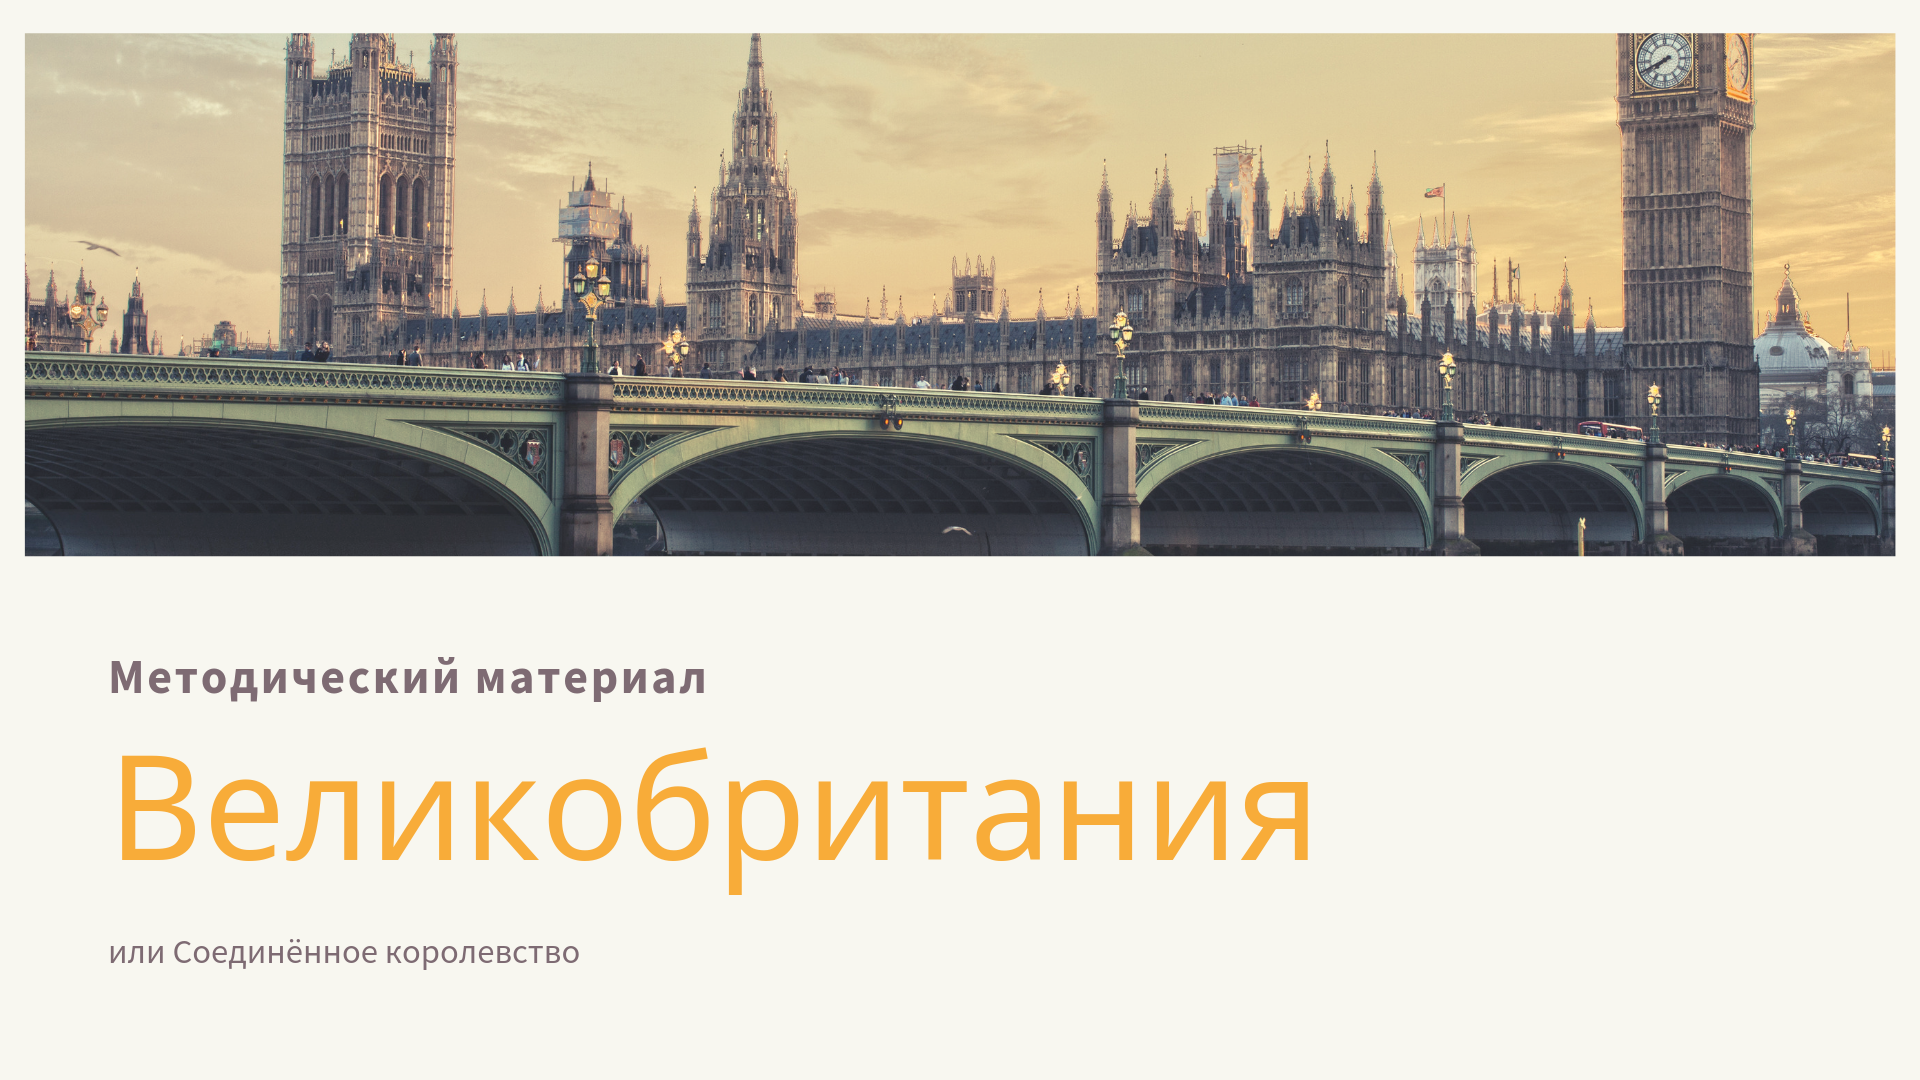 Методический материал
Великобритания
или Соединённое королевство